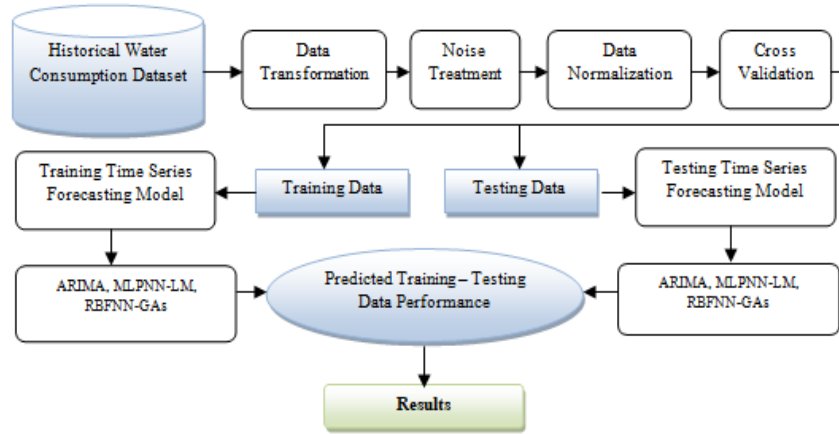 Historical Water
Consumption Dataset
Data
Transformation
Noise
Treatment
Data
Normalization
Cross
Validation
Training Time Series
Forecasting Model
Training Data
Testing Data
Testing Time Series
Forecasting Model
ARIMA, MLPNN-LM,
RBFNN-GAs
Predicted Training – Testing
Data Performance
ARIMA, MLPNN-LM,
RBFNN-GAs
Results